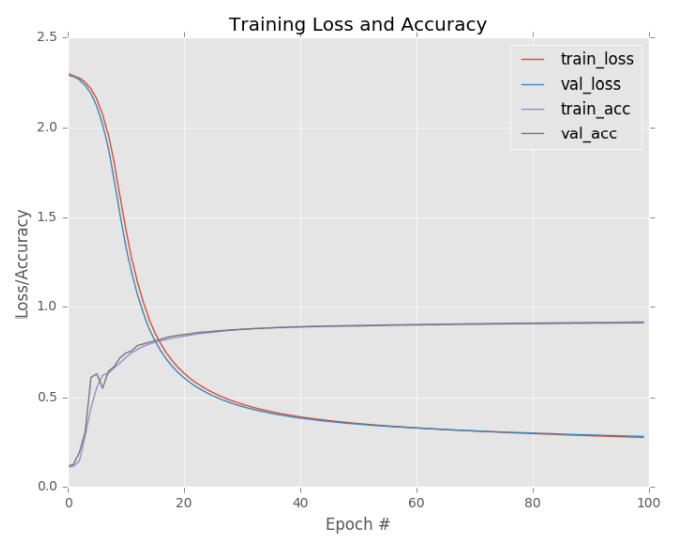 Training Loss and Accuracy
2.5
2.0
1.5
1.0
0.5
0.0
Loss/Accuracy
train_loss
val_loss
train_acc
val_acc
0 20 40 60 80 100
Epoch #